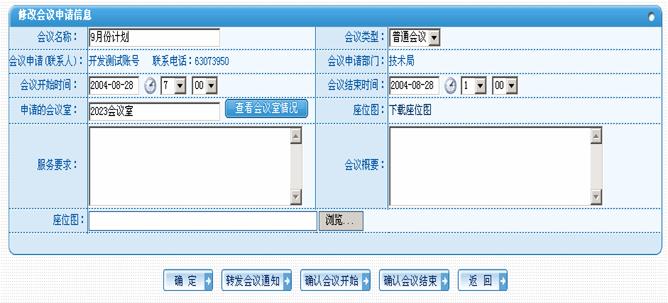 修改会议申请信息
会议名称： 9月份计划 会议类型： 普通会议
会议申请(联系人)： 开发测试账号 联系电话：63073950 会议申请部门： 技术局
会议开始时间： 2004-08-28 7 00 会议结束时间： 2004-08-28 1 00
申请的会议室： 2023会议室 查看会议室情况 座位图： 下载座位图
服务要求： 会议概要：
座位图： 浏览...
确 定 转发会议通知 确认会议开始 确认会议结束 返 回